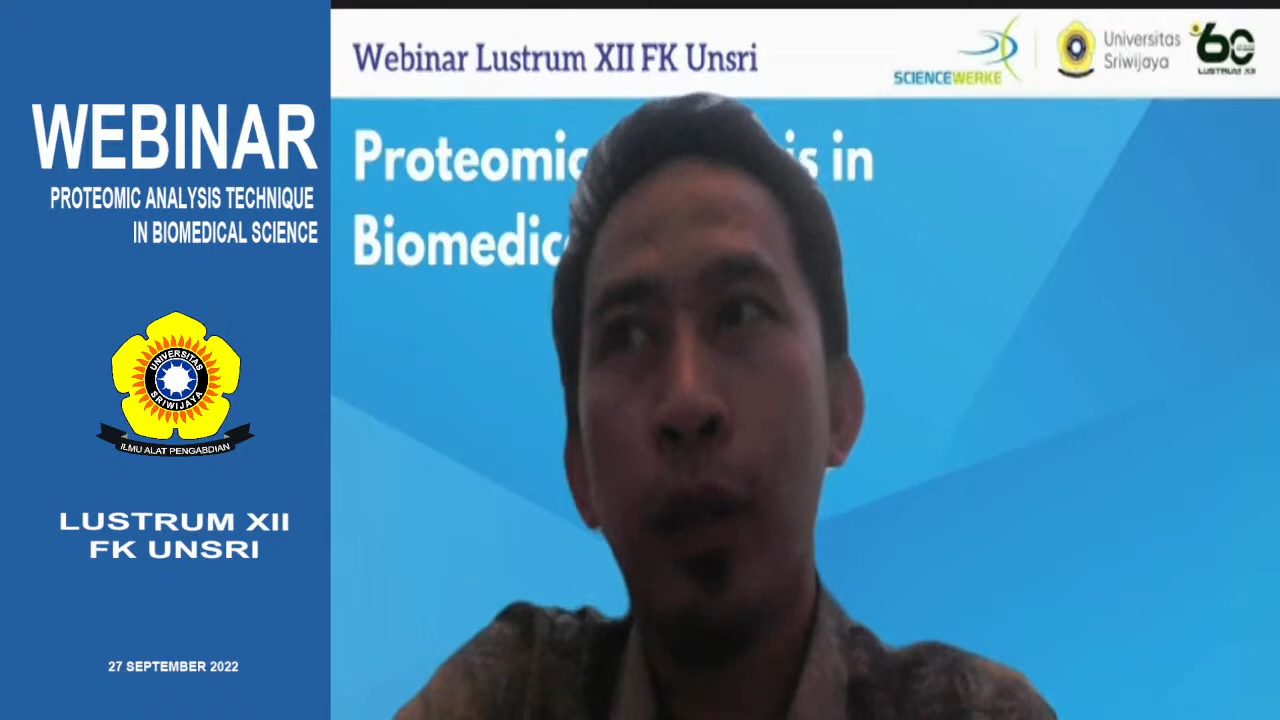 WEBINAR
PROTEOMIC ANALYSIS TECHNIQUE
IN BIOMEDICAL SCIENCE
UNIVERSITAS
SRIWIJAYA
ILMU ALAT PENGABDIAN
LUSTRUM XII
FK UNSRI
27 SEPTEMBER 2022
Webinar Lustrum XII FK Unsri
SCIENCEWERKE
Universitas
Sriwijaya
60
LUSTRUM XII
Proteomic is in
Biomedic